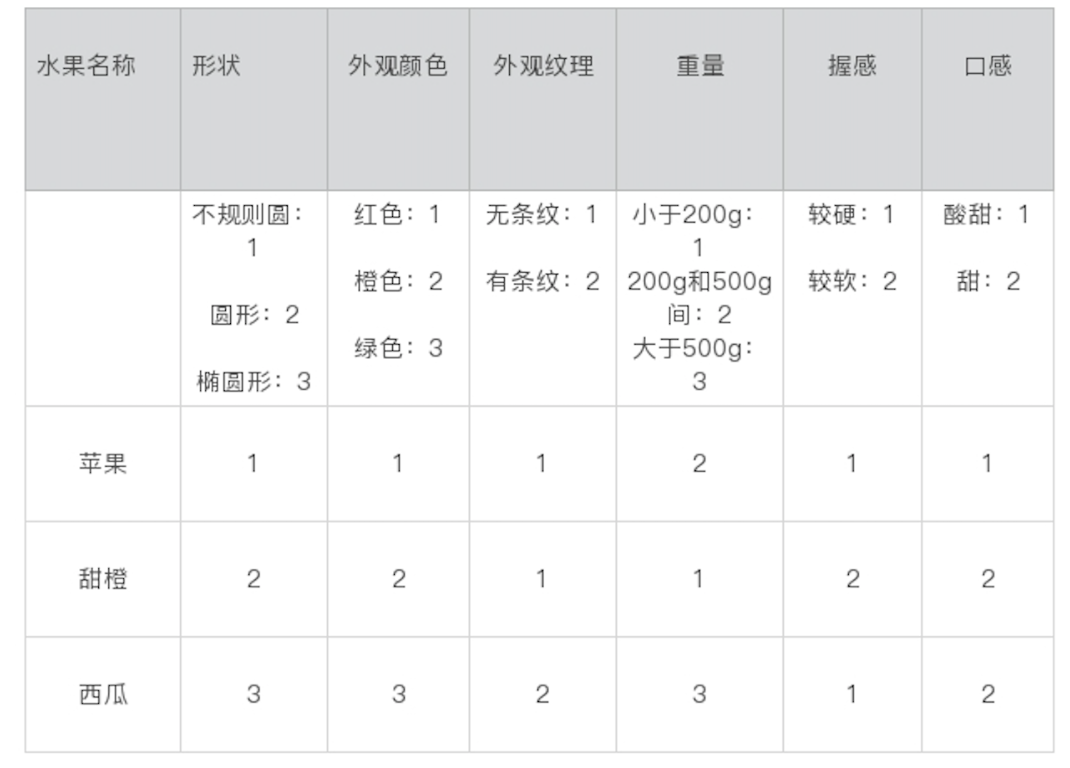 水果名称 形状 外观颜色 外观纹理 重量 握感 口感
不规则圆： 红色：1 无条纹：1 小于200g： 较硬：1 酸甜：1
1 1
橙色：2 有条纹：2 200g和500g 较软：2 甜：2
圆形：2 间：2
绿色：3 大于500g：
椭圆形：3 3
苹果 1 1 1 2 1 1
甜橙 2 2 1 1 2 2
西瓜 3 3 2 3 1 2